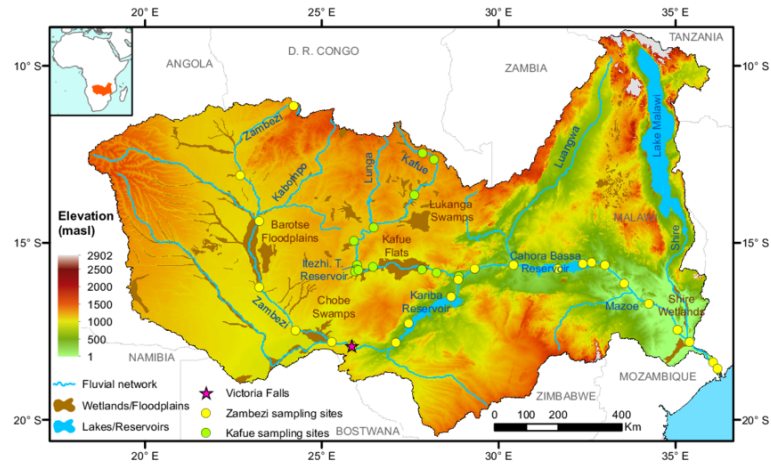 20° E
25° E
30° E
35° E
TANZANIA
D. R. CONGO
ANGOLA
ZAMBIA
10° S
10° S
Zambezi
Kabompo
Lunga
Kafue
Luangwa
Lake Malawi
Lukanga
Swamps
MALAWI
Elevation
(masl)
Barotse
Floodplains
Kafue
Flats
Shire
15° S
15° S
2902
2500
2000
1500
1000
500
1
Itezhi. T.
Reservoir
Cahora Bassa
Reservoir
Zambezi
Chobe
Swamps
Kariba
Reservoir
Mazoe
Shire
Wetlands
NAMIBIA
MOZAMBIQUE
ZIMBABWE
BOSTWANA
Fluvial network
Wetlands/Floodplains
Lakes/Reservoirs
Victoria Falls
Zambezi sampling sites
Kafue sampling sites
0 100 200 400
Km
20° S
20° S
20° E
25° E
30° E
35° E